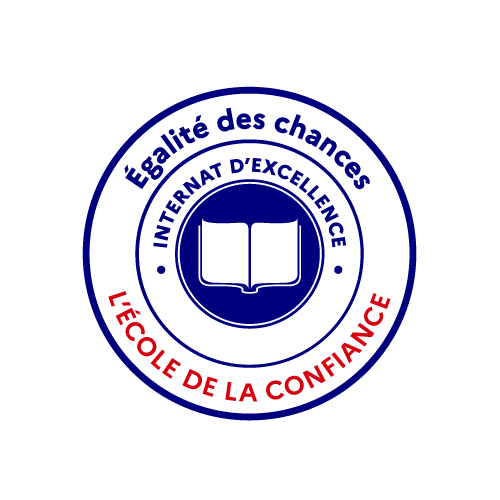 Égalité des chances
INTERNAT D'EXCELLENCE
L'ÉCOLE DE LA CONFIANCE